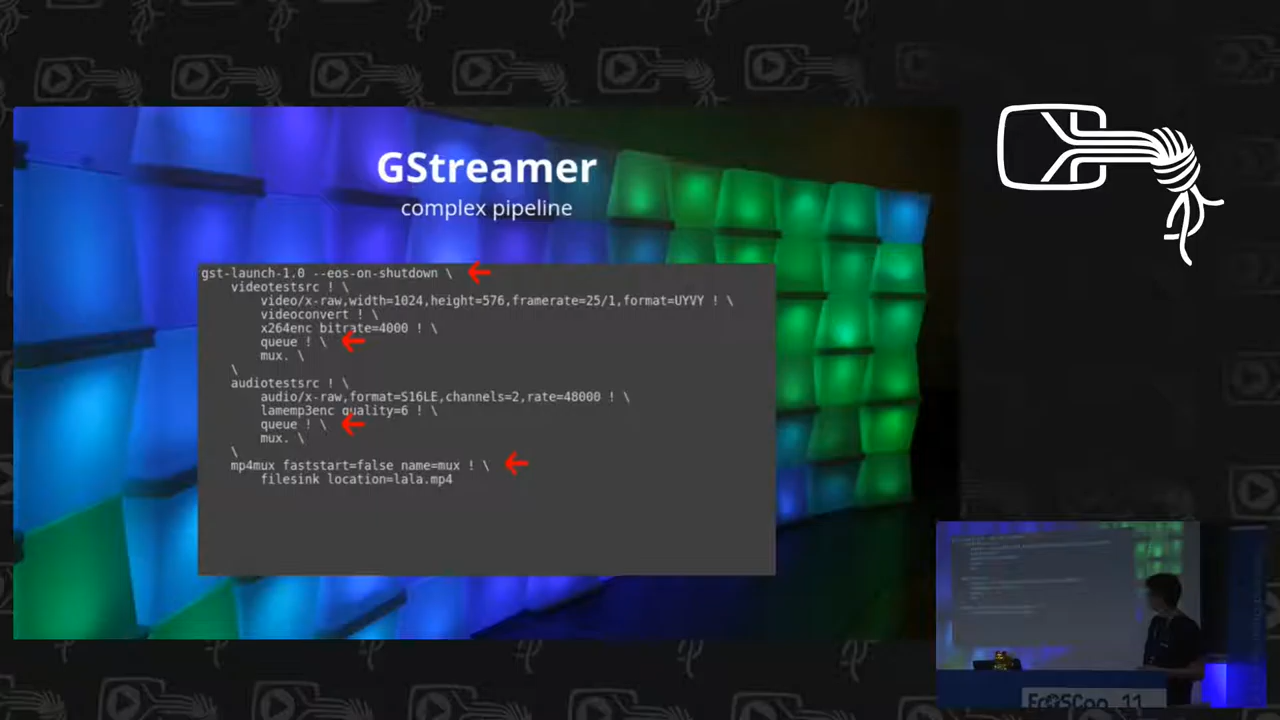 GStreamer
complex pipeline
gst-launch-1.0 --eos-on-shutdown \
videotestsrc ! \
video/x-raw,width=1024,height=576,framerate=25/1,format=UYVY ! \
videoconvert ! \
x264enc bitrate=4000 ! \
queue ! \
mux. \
\
audiotestsrc ! \
audio/x-raw,format=S16LE,channels=2,rate=48000 ! \
lamemp3enc quality=6 ! \
queue ! \
mux. \
\
mp4mux faststart=false name=mux ! \
filesink location=lala.mp4
11